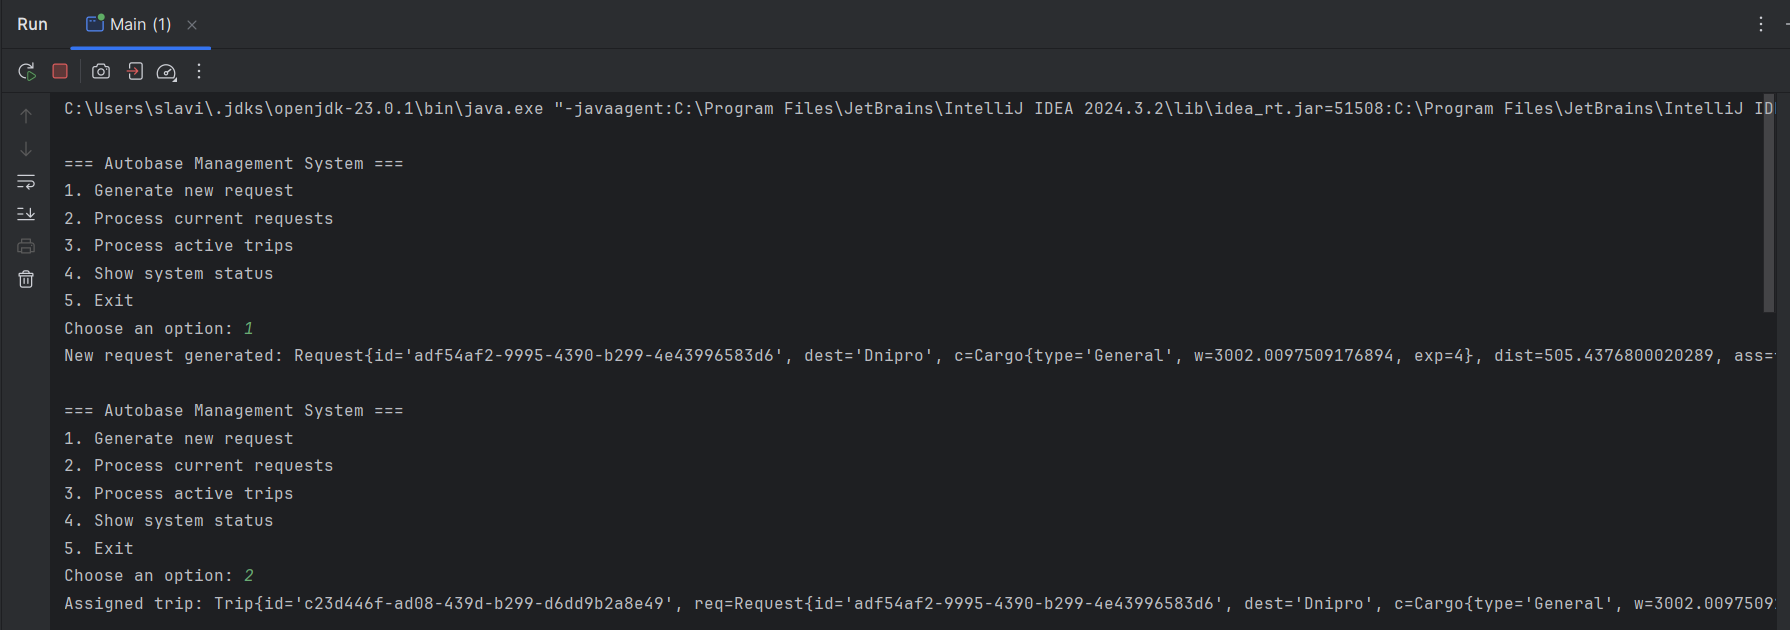 Run Main (1)
C:\Users\slavi\.jdks\openjdk-23.0.1\bin\java.exe "-javaagent:C:\Program Files\JetBrains\IntelliJ IDEA 2024.3.2\lib\idea_rt.jar=51508:C:\Program Files\JetBrains\IntelliJ ID
=== Autobase Management System ===
1. Generate new request
2. Process current requests
3. Process active trips
4. Show system status
5. Exit
Choose an option: 1
New request generated: Request{id='adf54af2-9995-4390-b299-4e43996583d6', dest='Dnipro', c=Cargo{type='General', w=3002.0097509176894, exp=4}, dist=505.4376800020289, ass=
=== Autobase Management System ===
1. Generate new request
2. Process current requests
3. Process active trips
4. Show system status
5. Exit
Choose an option: 2
Assigned trip: Trip{id='c23d446f-ad08-439d-b299-d6dd9b2a8e49', req=Request{id='adf54af2-9995-4390-b299-4e43996583d6', dest='Dnipro', c=Cargo{type='General', w=3002.0097509